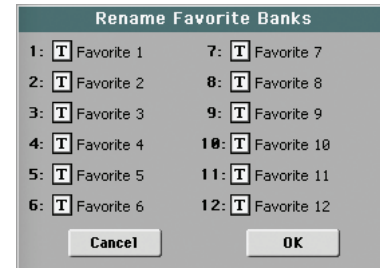 Rename Favorite Banks
1: T Favorite 1
2: T Favorite 2
3: T Favorite 3
4: T Favorite 4
5: T Favorite 5
6: T Favorite 6
7: T Favorite 7
8: T Favorite 8
9: T Favorite 9
10: T Favorite 10
11: T Favorite 11
12: T Favorite 12
Cancel
OK